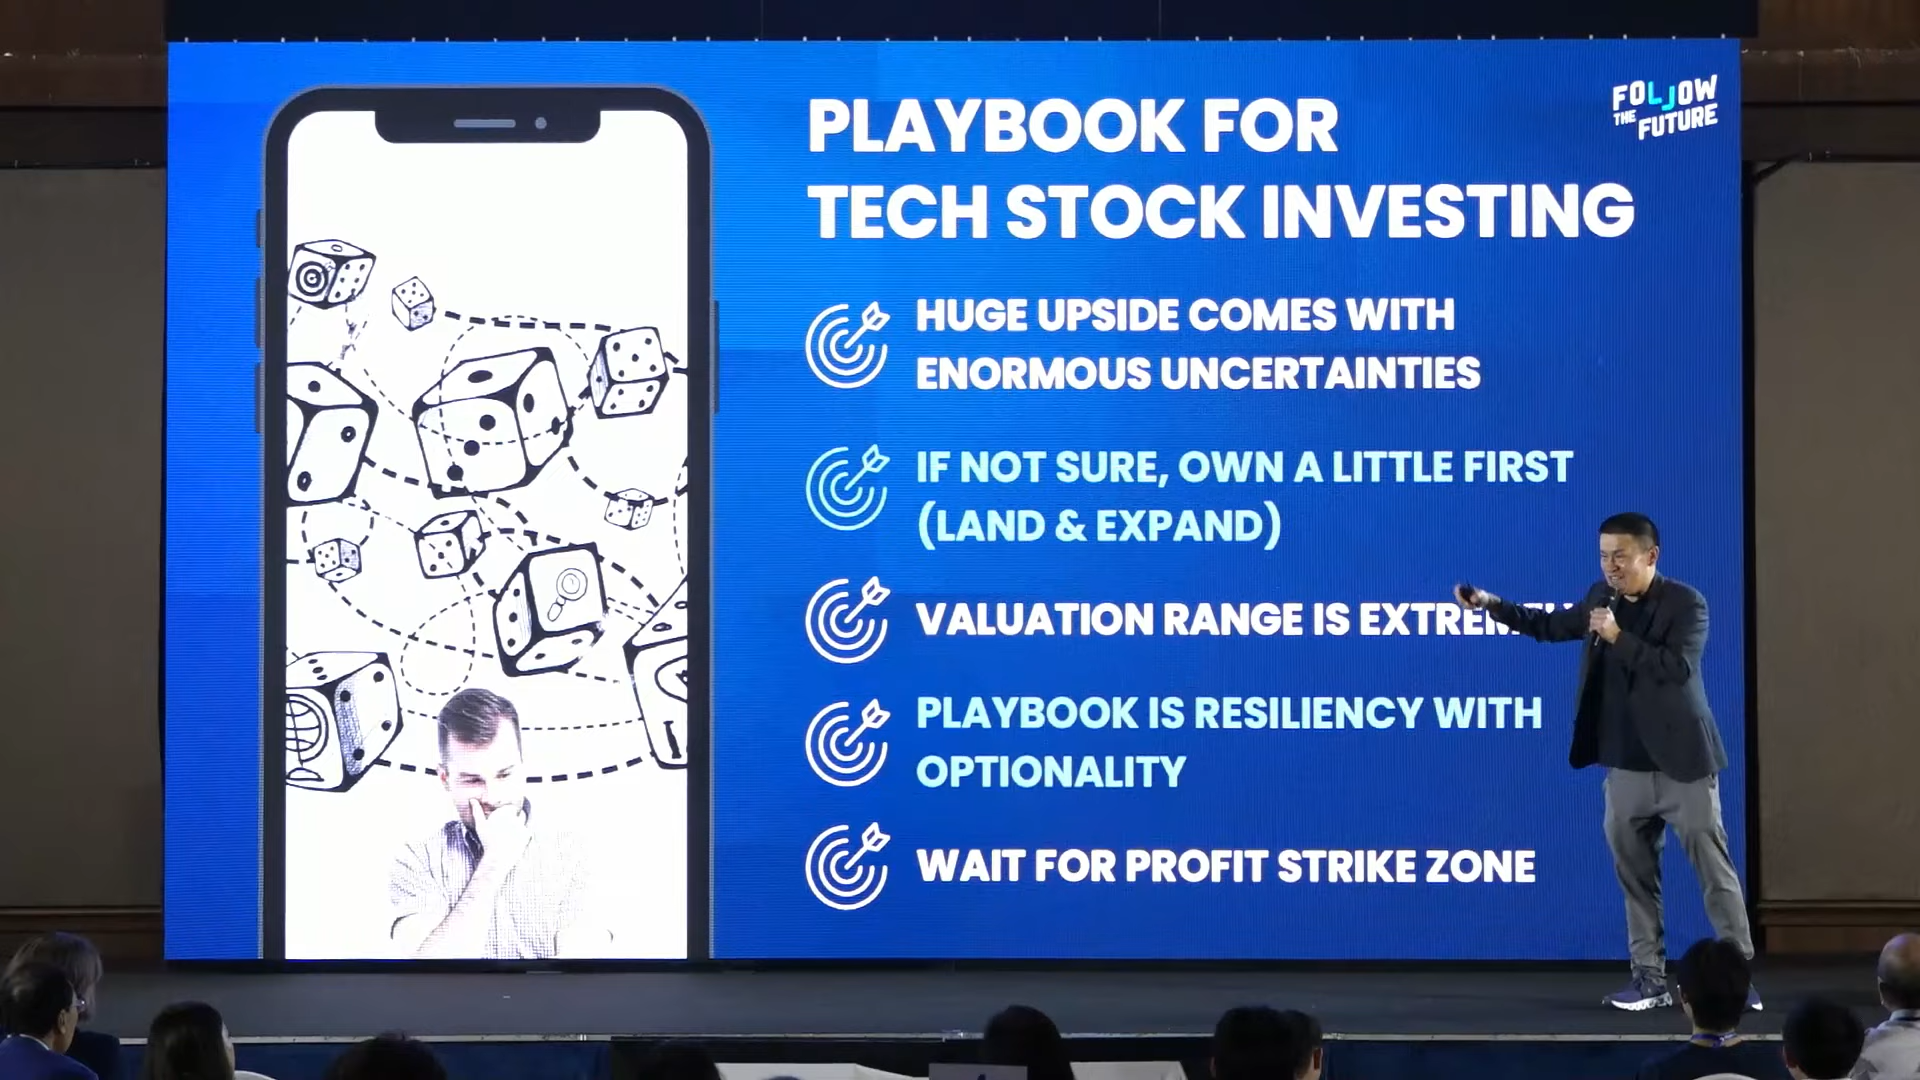 FOLLOW
THE FUTURE
PLAYBOOK FOR
TECH STOCK INVESTING
HUGE UPSIDE COMES WITH
ENORMOUS UNCERTAINTIES
IF NOT SURE, OWN A LITTLE FIRST
(LAND & EXPAND)
VALUATION RANGE IS
PLAYBOOK IS RESILIENCY WITH
OPTIONALITY
WAIT FOR PROFIT STRIKE ZONE